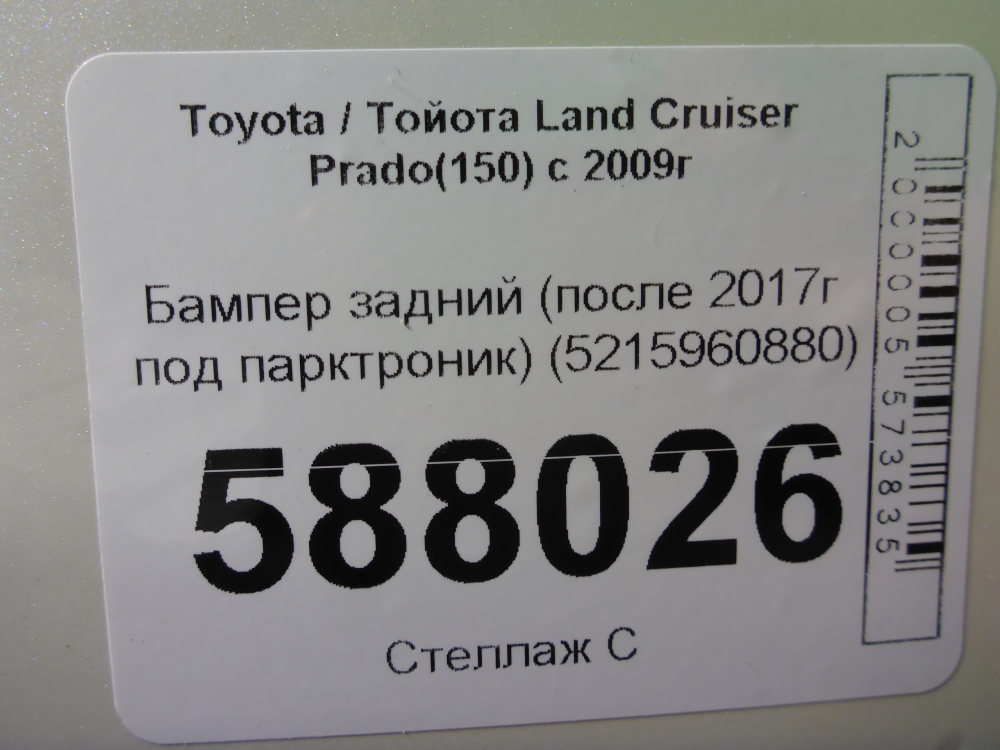 Toyota / Тойота Land Cruiser
Prado(150) с 2009г
Бампер задний (после 2017г
под парктроник) (5215960880)
588026
Стеллаж С
2000005573835